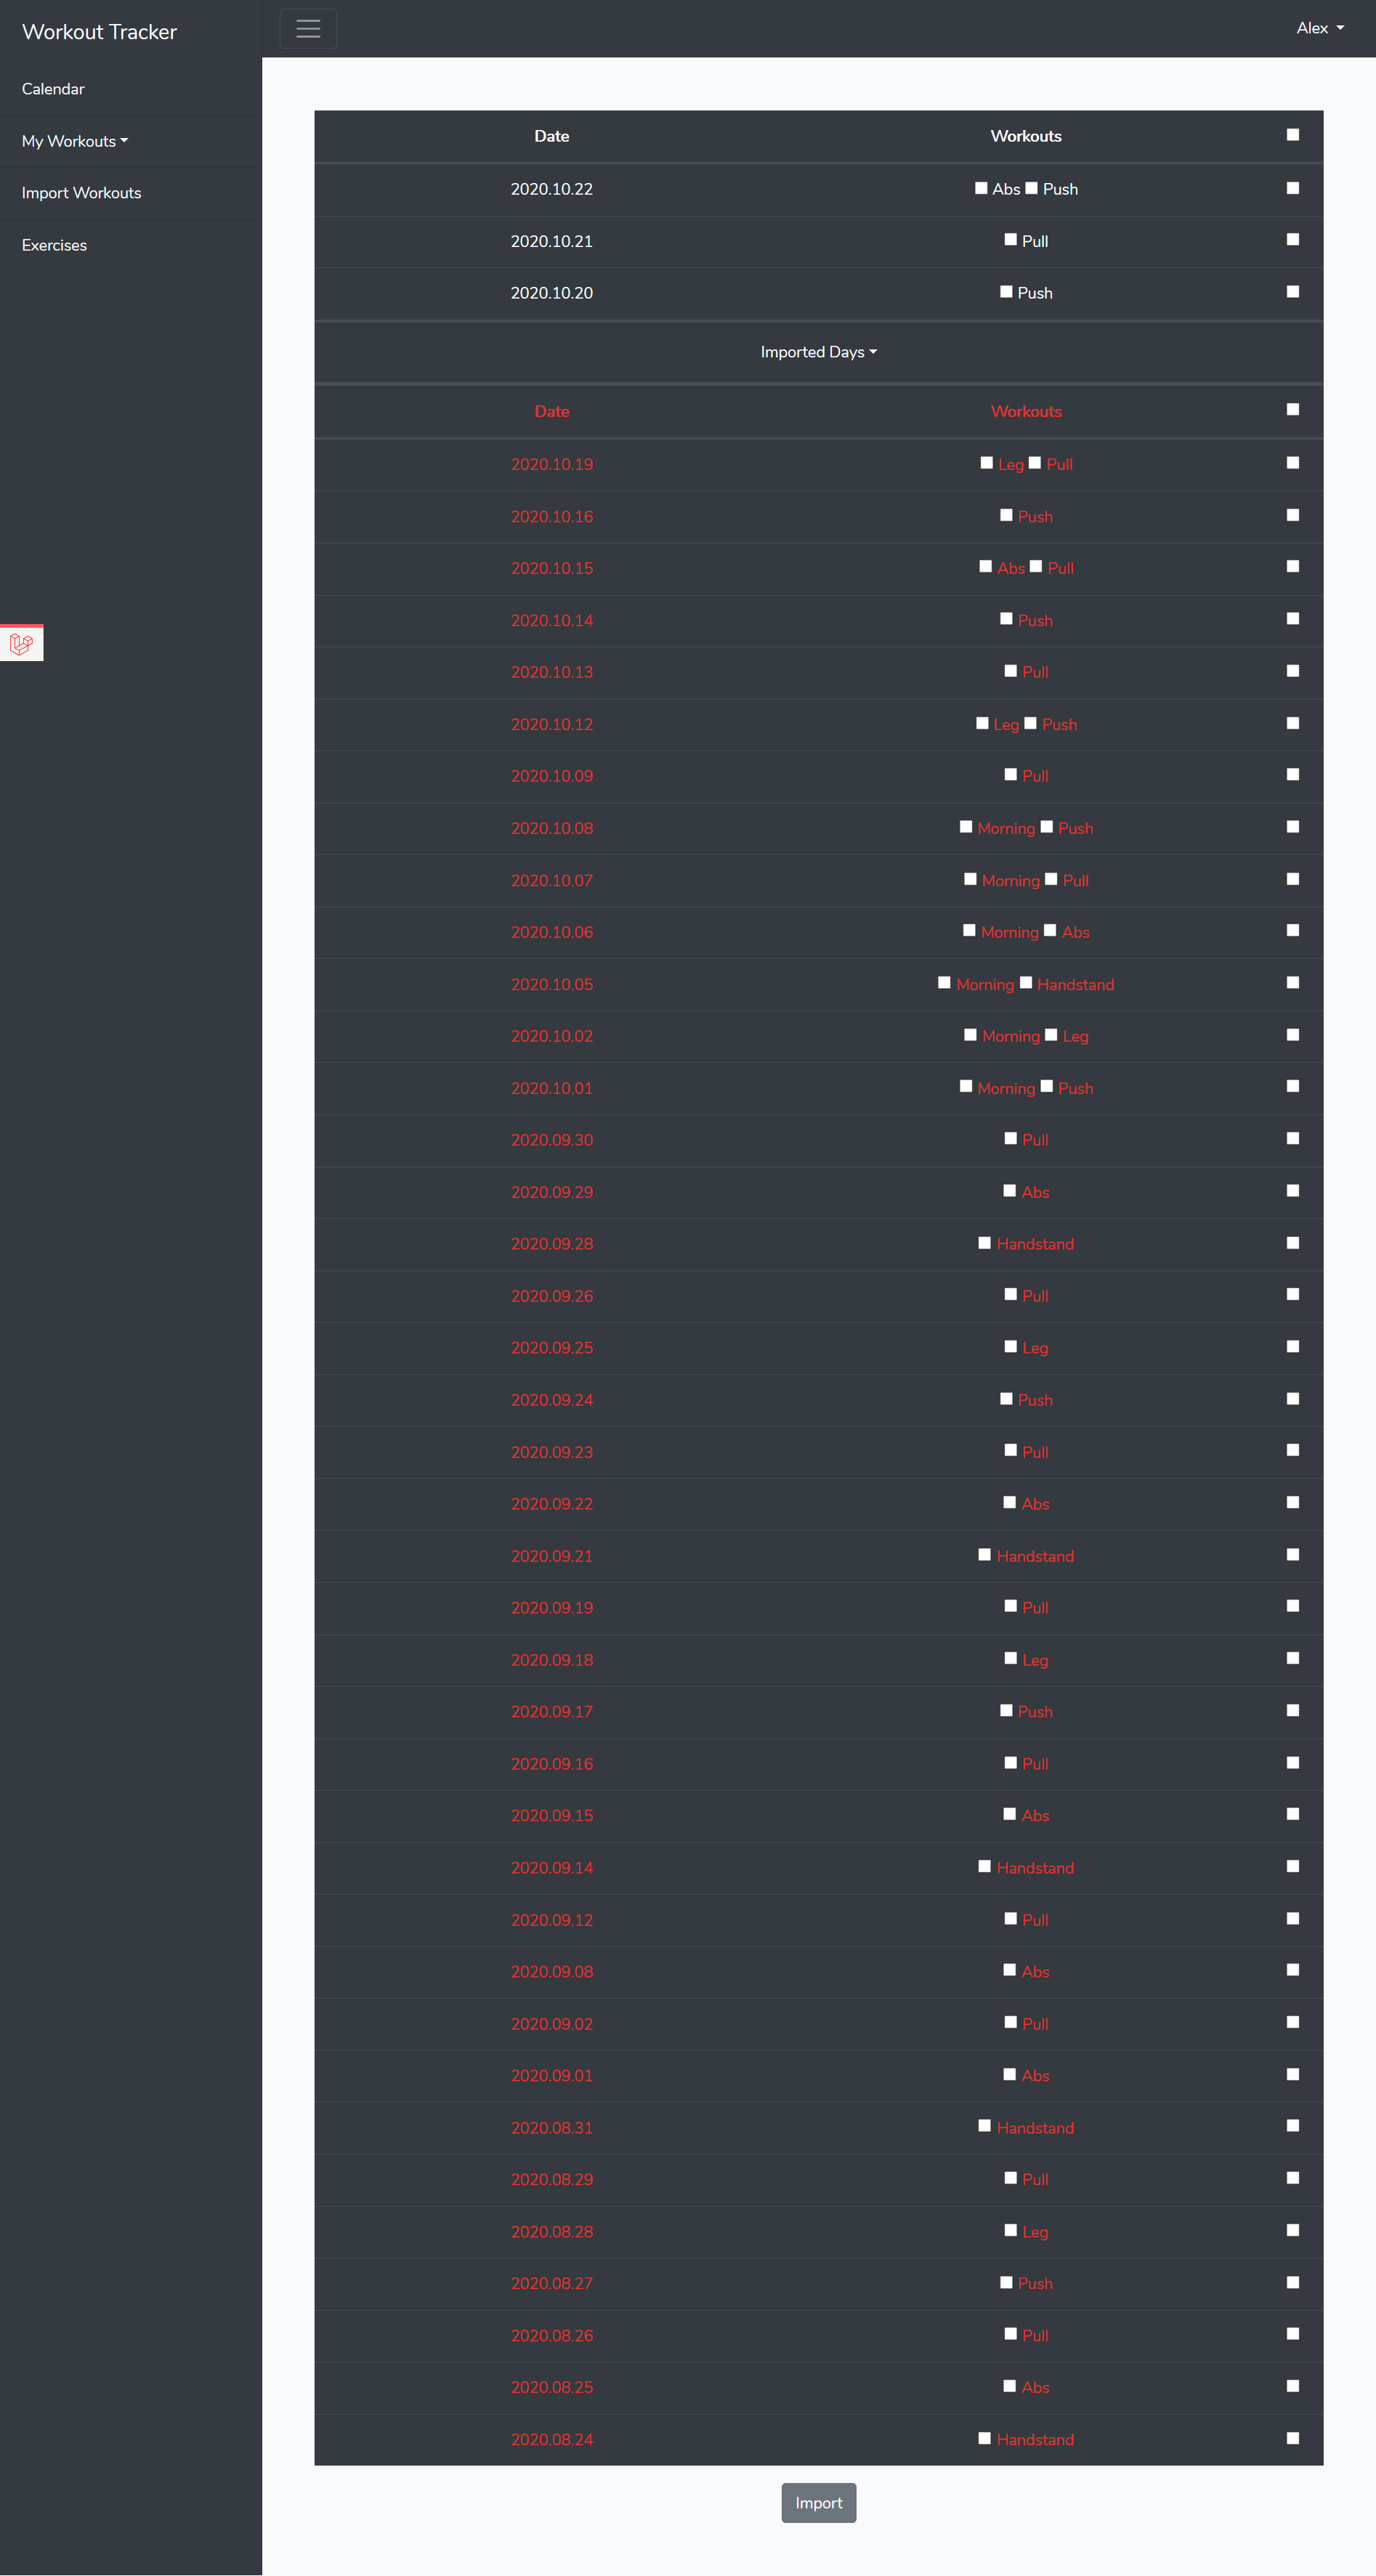 Workout Tracker
Alex
Calendar
My Workouts
Import Workouts
Exercises
Date Workouts
2020.10.22 Abs Push
2020.10.21 Pull
2020.10.20 Push
Imported Days
Date Workouts
2020.10.19 Leg Pull
2020.10.16 Push
2020.10.15 Abs Pull
2020.10.14 Push
2020.10.13 Pull
2020.10.12 Leg Push
2020.10.09 Pull
2020.10.08 Morning Push
2020.10.07 Morning Pull
2020.10.06 Morning Abs
2020.10.05 Morning Handstand
2020.10.02 Morning Leg
2020.10.01 Morning Push
2020.09.30 Pull
2020.09.29 Abs
2020.09.28 Handstand
2020.09.26 Pull
2020.09.25 Leg
2020.09.24 Push
2020.09.23 Pull
2020.09.22 Abs
2020.09.21 Handstand
2020.09.19 Pull
2020.09.18 Leg
2020.09.17 Push
2020.09.16 Pull
2020.09.15 Abs
2020.09.14 Handstand
2020.09.12 Pull
2020.09.08 Abs
2020.09.02 Pull
2020.09.01 Abs
2020.08.31 Handstand
2020.08.29 Pull
2020.08.28 Leg
2020.08.27 Push
2020.08.26 Pull
2020.08.25 Abs
2020.08.24 Handstand
Import